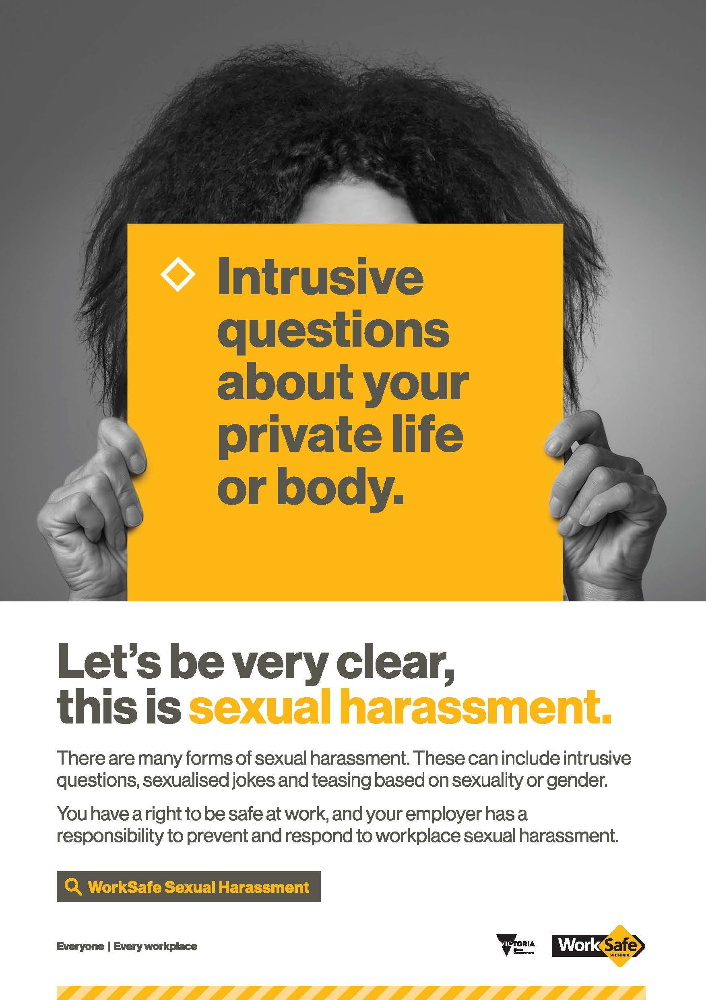 Intrusive
questions
about your
private life
or body.
Let’s be very clear,
this is sexual harassment.
There are many forms of sexual harassment. These can include intrusive
questions, sexualised jokes and teasing based on sexuality or gender.
You have a right to be safe at work, and your employer has a
responsibility to prevent and respond to workplace sexual harassment.
WorkSafe Sexual Harassment
Everyone | Every workplace
VICTORIA
State
Government
WorkSafe
VICTORIA